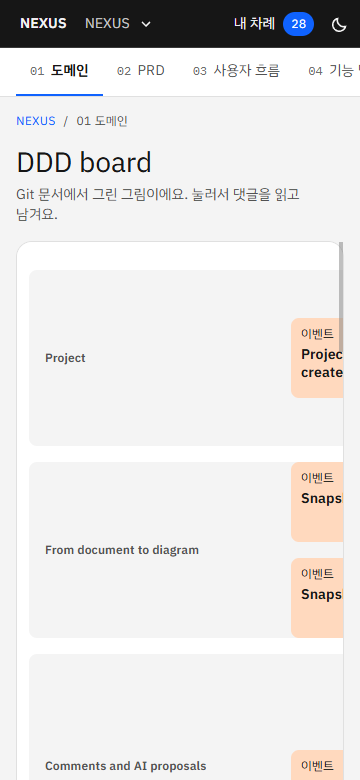 NEXUS NEXUS 내 차례 28
01 도메인 02 PRD 03 사용자 흐름 04 기능
NEXUS / 01 도메인
DDD board
Git 문서에서 그린 그림이에요. 눌러서 댓글을 읽고
남겨요.
Project
이벤트
Projec
create
From document to diagram
이벤트
Snaps
이벤트
Snaps
Comments and AI proposals
이벤트